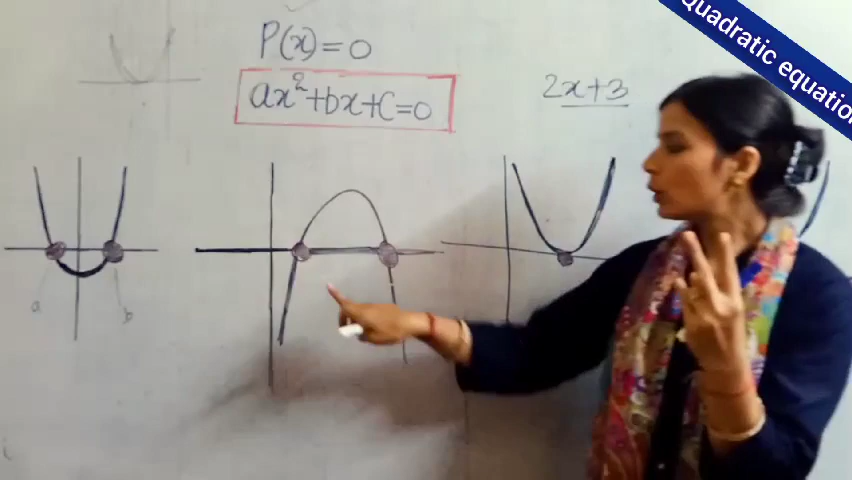 Quadratic equation
P(x)=0
ax²+bx+c=0
2x+3
a
b